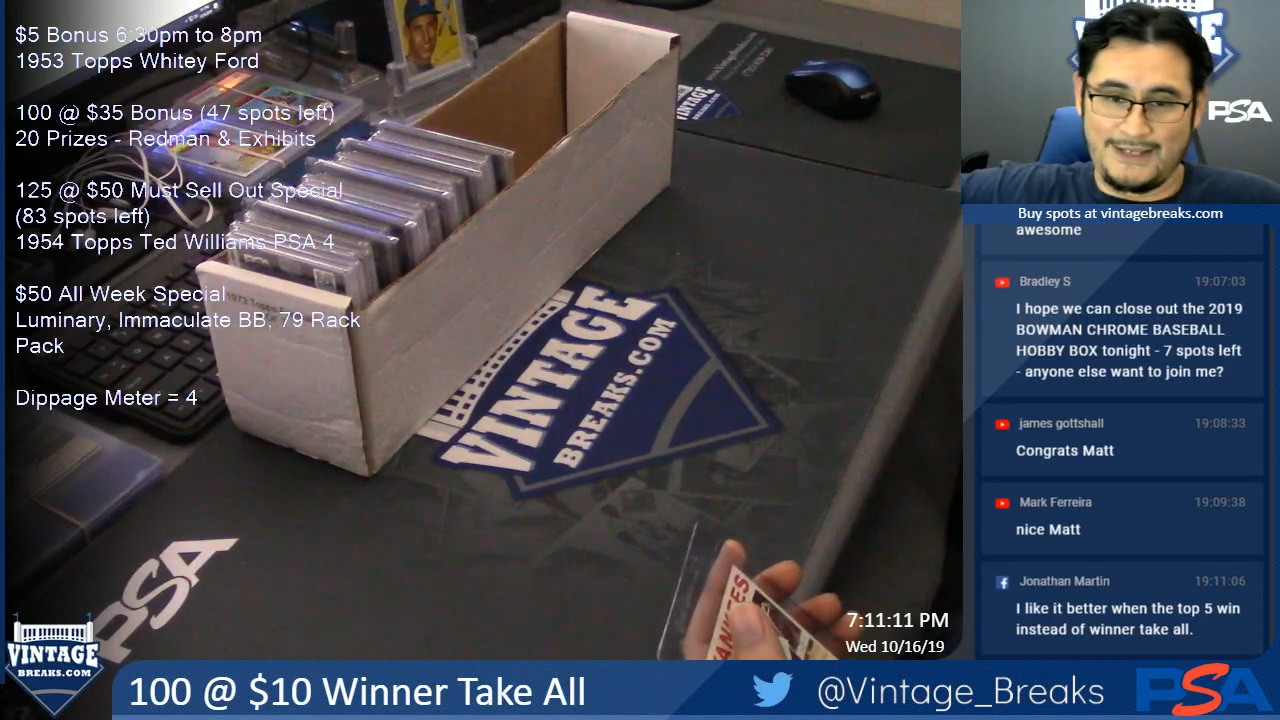 $5 Bonus 6:30pm to 8pm
1953 Topps Whitey Ford
100 @ $35 Bonus (47 spots left)
20 Prizes - Redman & Exhibits
125 @ $50 Must Sell Out Special
(83 spots left)
1954 Topps Ted Williams PSA 4
$50 All Week Special
Luminary, Immaculate BB, 79 Rack
Pack
Dippage Meter = 4
1973 Topps
VINTAGE
VINTAGE
BREAKS.COM
PSA
YANKEES
PSA
Buy spots at vintagebreaks.com
awesome
Bradley S 19:07:03
I hope we can close out the 2019
BOWMAN CHROME BASEBALL
HOBBY BOX tonight - 7 spots left
- anyone else want to join me?
james gottshall 19:08:33
Congrats Matt
Mark Ferreira 19:09:38
nice Matt
Jonathan Martin 19:11:06
I like it better when the top 5 win
instead of winner take all.
7:11:11 PM
Wed 10/16/19
VINTAGE
BREAKS.COM
100 @ $10 Winner Take All
@Vintage_Breaks
PSA